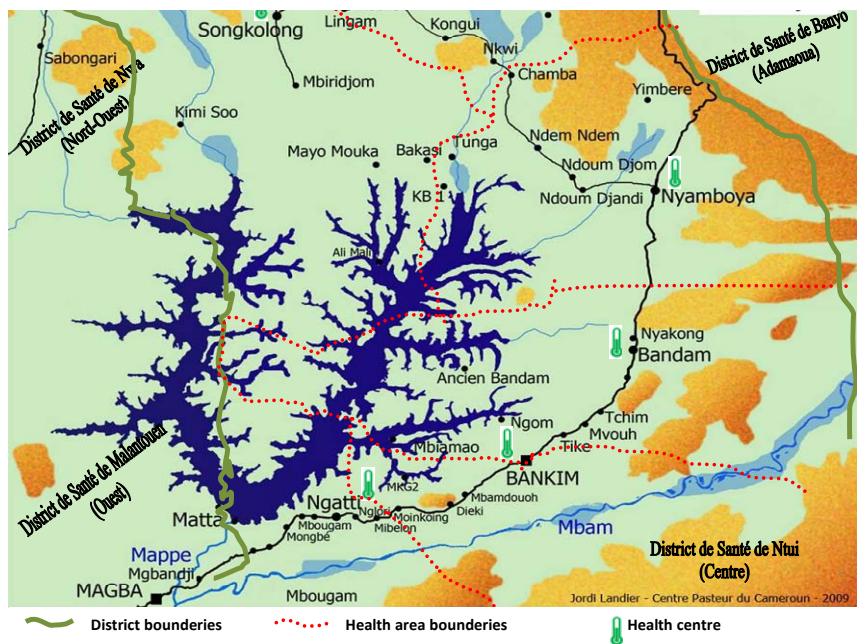 Songkolong
Lingam
Kongui
Nkwi
Chamba
Sabongari
Mbiridjom
Kimi Soo
Yimbere
District de Santé de Banyo
(Adamaoua)
District de Santé de Nwa
(Nord-Ouest)
Mayo Mouka
Bakasi
Tunga
Ndem Ndem
Ndoum Djom
KB 1
Ndoum Djandi
Nyamboya
Ali Mali
Nyakong
Bandam
Ancien Bandam
Ngom
Tchim
Mvouh
Tike
Mbiamao
BANKIM
District de Santé de Malantouen
(Ouest)
MKG2
Mbamdouoh
Dieki
Ngatti
Nglori
Moinkoing
Mibelon
Matta
Mbougam
Mongbé
Mbam
Mappe
Mgbandji
MAGBA
Mbougam
District de Santé de Ntui
(Centre)
Jordi Landier - Centre Pasteur du Cameroun - 2009
District bounderies
Health area bounderies
Health centre